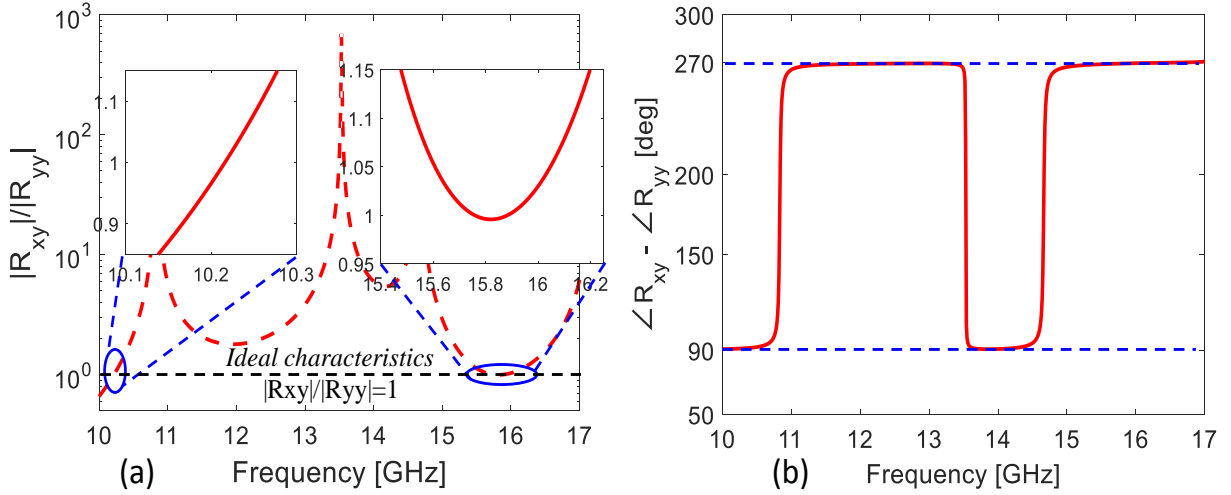 10³
10²
10¹
10⁰
|R_xy|/|R_yy|
1.1
1
0.9
10.1 10.2 10.3
1.15
1.1
1.05
1
0.95
15.4 15.6 15.8 16 16.2
Ideal characteristics
|Rxy|/|Ryy|=1
10 11 12 13 14 15 16 17
(a) Frequency [GHz]
300
270
200
150
90
50
∠R_xy - ∠R_yy [deg]
10 11 12 13 14 15 16 17
(b) Frequency [GHz]